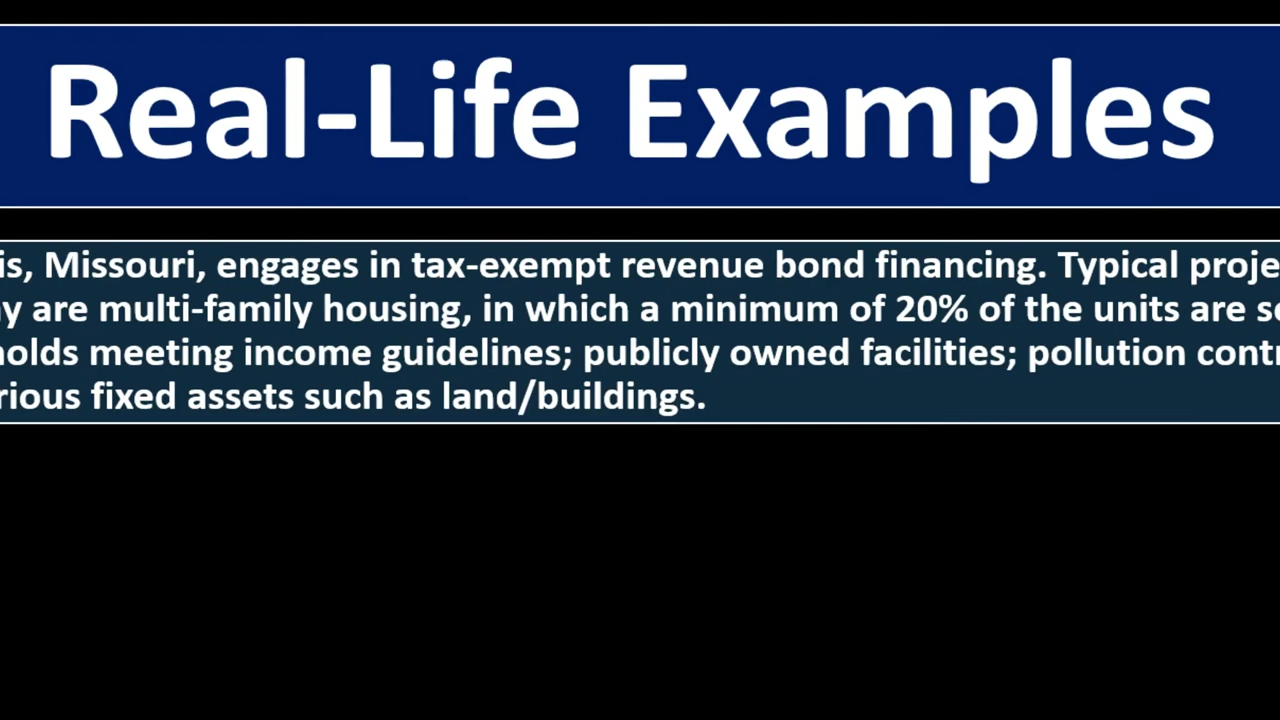 Real-Life Examples
is, Missouri, engages in tax-exempt revenue bond financing. Typical proje
y are multi-family housing, in which a minimum of 20% of the units are se
holds meeting income guidelines; publicly owned facilities; pollution contr
rious fixed assets such as land/buildings.